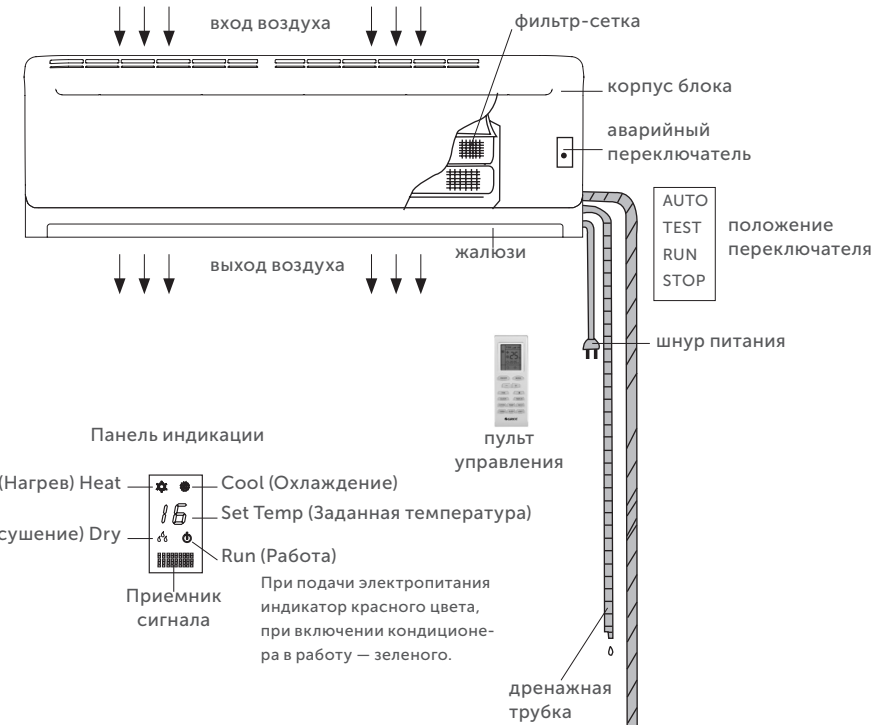 вход воздуха
фильтр-сетка
корпус блока
аварийный
переключатель
AUTO
TEST
RUN
STOP
положение
переключателя
жалюзи
выход воздуха
шнур питания
пульт
управления
Панель индикации
(Нагрев) Heat
Cool (Охлаждение)
16
Set Temp (Заданная температура)
сушение) Dry
Run (Работа)
Приемник
сигнала
При подачи электропитания
индикатор красного цвета,
при включении кондиционе-
ра в работу — зеленого.
дренажная
трубка